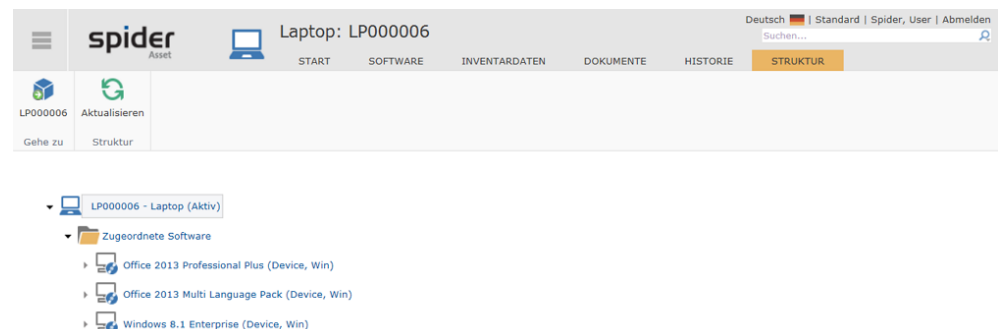 Deutsch | Standard | Spider, User | Abmelden
spider
Asset
Laptop: LP000006
Suchen...
START SOFTWARE INVENTARDATEN DOKUMENTE HISTORIE STRUKTUR
LP000006 Aktualisieren
Gehe zu Struktur
LP000006 - Laptop (Aktiv)
Zugeordnete Software
Office 2013 Professional Plus (Device, Win)
Office 2013 Multi Language Pack (Device, Win)
Windows 8.1 Enterprise (Device, Win)